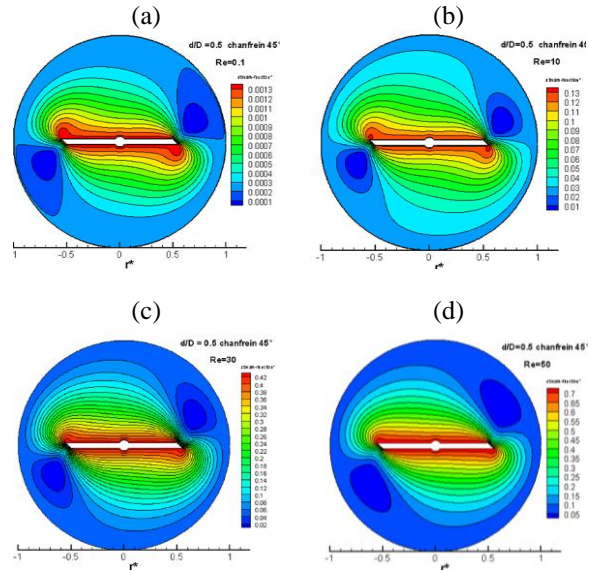 (a)
(b)
d/D =0.5 chanfrein 45°
Re=0.1
stream-function*
0.0013
0.0012
0.0011
0.001
0.0009
0.0008
0.0007
0.0006
0.0005
0.0004
0.0003
0.0002
0.0001
-1 -0.5 0 0.5 1
r*
d/D=0.5 chanfrein 45°
Re=10
stream-function*
0.13
0.12
0.11
0.1
0.09
0.08
0.07
0.06
0.05
0.04
0.03
0.02
0.01
-1 -0.5 0 0.5 1
r*
(c)
(d)
d/D = 0.5 chanfrein 45°
Re=30
stream-function*
0.42
0.4
0.38
0.36
0.34
0.32
0.3
0.28
0.26
0.24
0.22
0.2
0.18
0.16
0.14
0.12
0.1
0.08
0.06
0.04
0.02
-1 -0.5 0 0.5 1
r*
d/D=0.5 chanfrein 45°
Re=50
stream-function*
0.7
0.65
0.6
0.55
0.5
0.45
0.4
0.35
0.3
0.25
0.2
0.15
0.1
0.05
-1 -0.5 0 0.5 1
r*